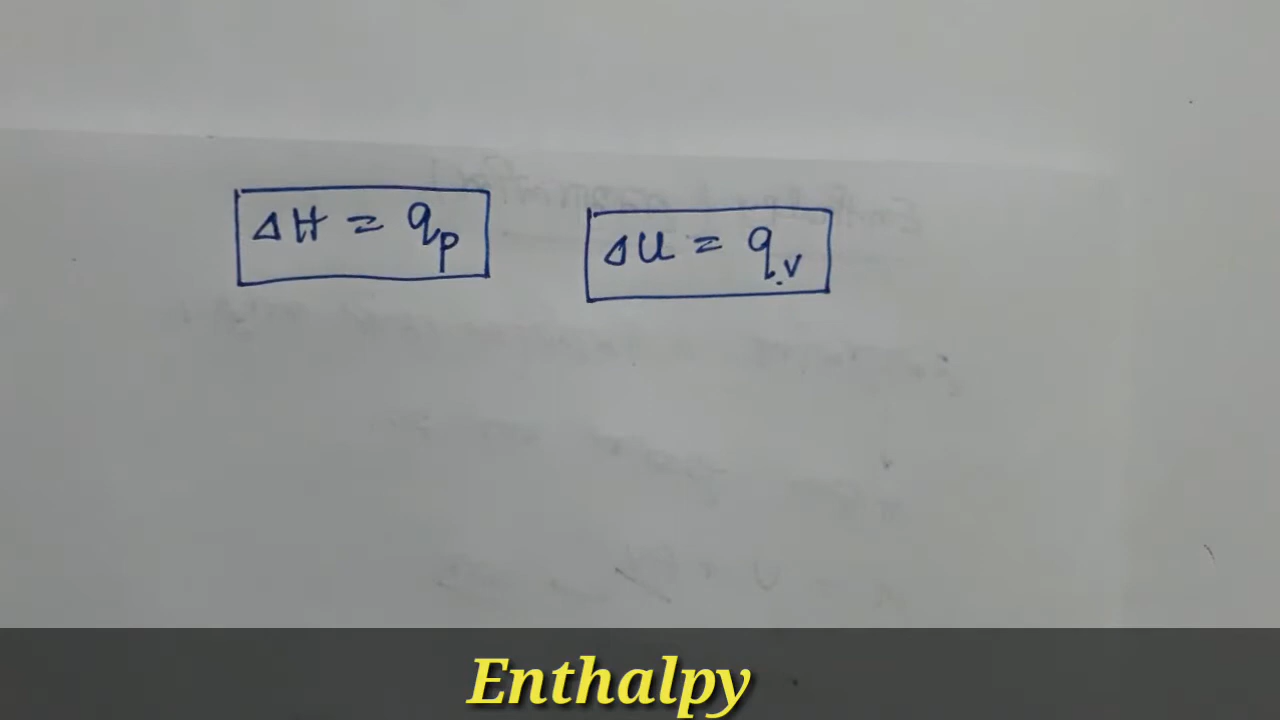 ΔH = qp
ΔU = qv
Enthalpy